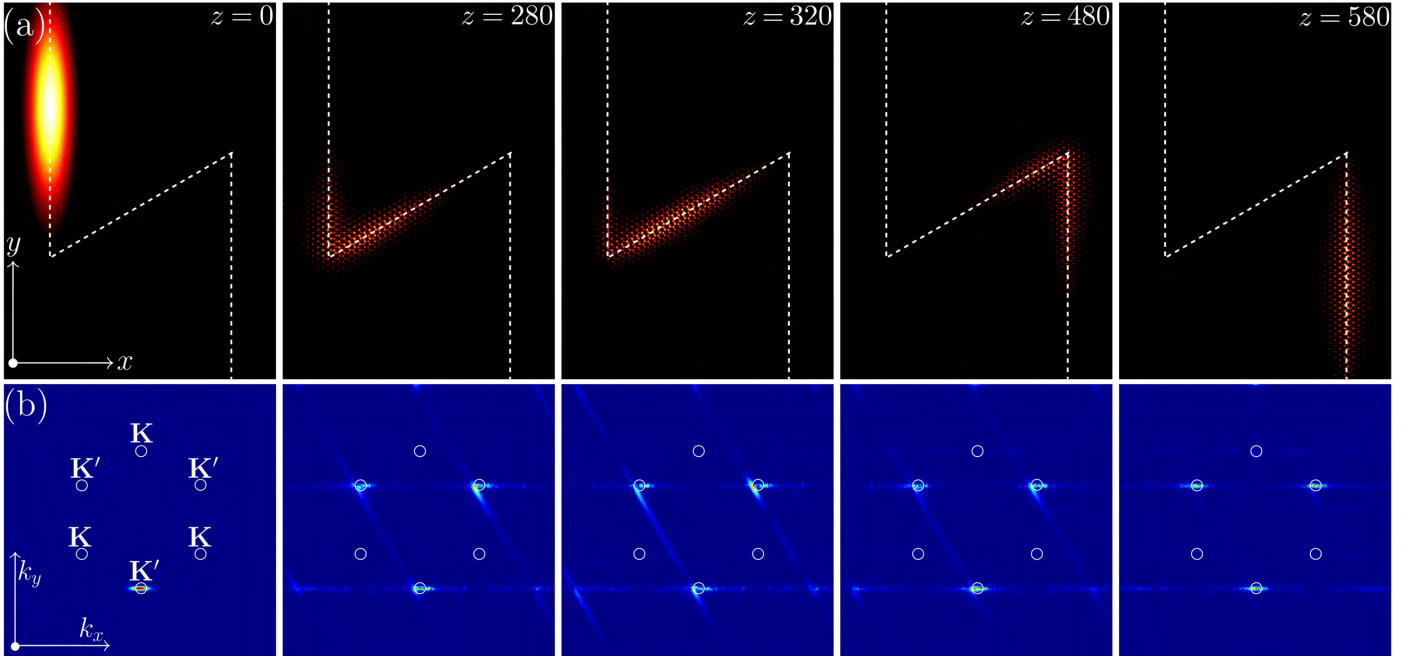 (a)
z = 0
z = 280
z = 320
z = 480
z = 580
y
x
(b)
K
K′ K′
K K
K′
k_y
k_x